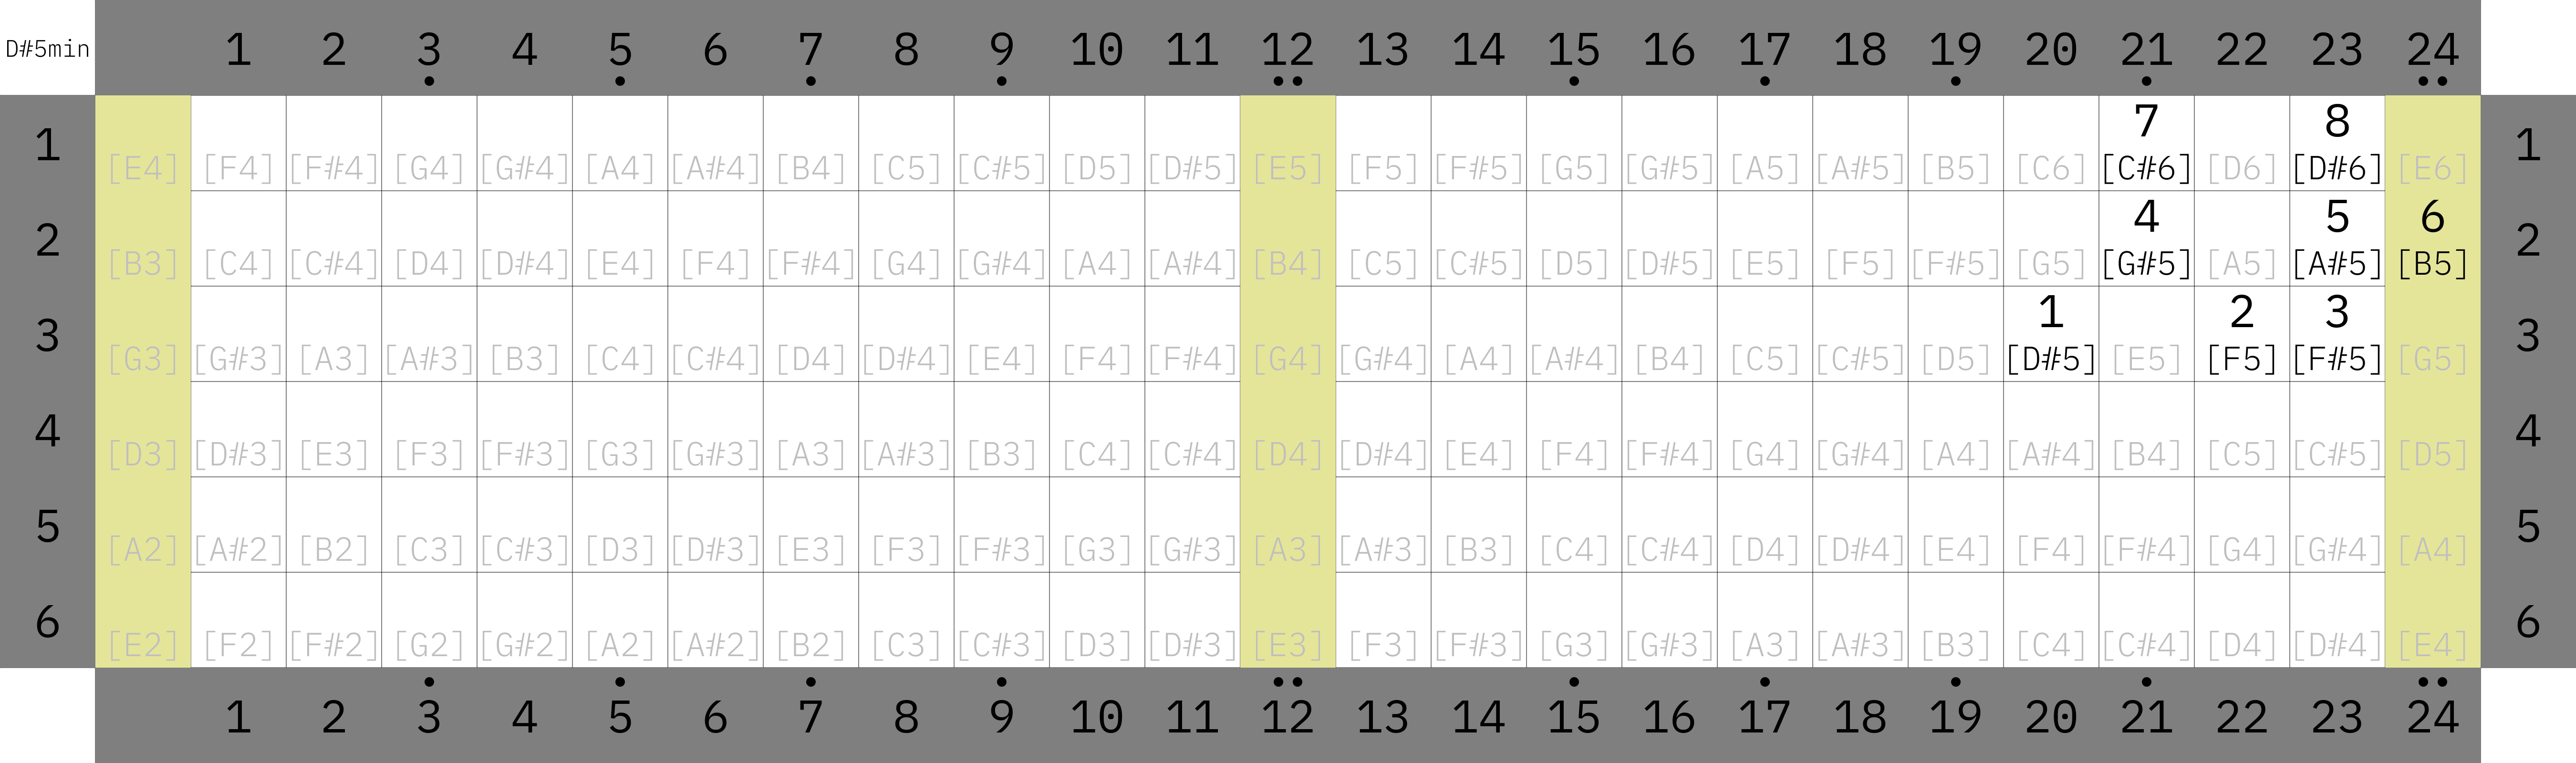 D#5min
1 2 3 4 5 6 7 8 9 10 11 12 13 14 15 16 17 18 19 20 21 22 23 24
7 8
1 [E4] [F4] [F#4] [G4] [G#4] [A4] [A#4] [B4] [C5] [C#5] [D5] [D#5] [E5] [F5] [F#5] [G5] [G#5] [A5] [A#5] [B5] [C6] [C#6] [D6] [D#6] [E6] 1
4 5 6
2 [B3] [C4] [C#4] [D4] [D#4] [E4] [F4] [F#4] [G4] [G#4] [A4] [A#4] [B4] [C5] [C#5] [D5] [D#5] [E5] [F5] [F#5] [G5] [G#5] [A5] [A#5] [B5] 2
1 2 3
3 [G3] [G#3] [A3] [A#3] [B3] [C4] [C#4] [D4] [D#4] [E4] [F4] [F#4] [G4] [G#4] [A4] [A#4] [B4] [C5] [C#5] [D5] [D#5] [E5] [F5] [F#5] [G5] 3
4 [D3] [D#3] [E3] [F3] [F#3] [G3] [G#3] [A3] [A#3] [B3] [C4] [C#4] [D4] [D#4] [E4] [F4] [F#4] [G4] [G#4] [A4] [A#4] [B4] [C5] [C#5] [D5] 4
5 [A2] [A#2] [B2] [C3] [C#3] [D3] [D#3] [E3] [F3] [F#3] [G3] [G#3] [A3] [A#3] [B3] [C4] [C#4] [D4] [D#4] [E4] [F4] [F#4] [G4] [G#4] [A4] 5
6 [E2] [F2] [F#2] [G2] [G#2] [A2] [A#2] [B2] [C3] [C#3] [D3] [D#3] [E3] [F3] [F#3] [G3] [G#3] [A3] [A#3] [B3] [C4] [C#4] [D4] [D#4] [E4] 6
1 2 3 4 5 6 7 8 9 10 11 12 13 14 15 16 17 18 19 20 21 22 23 24